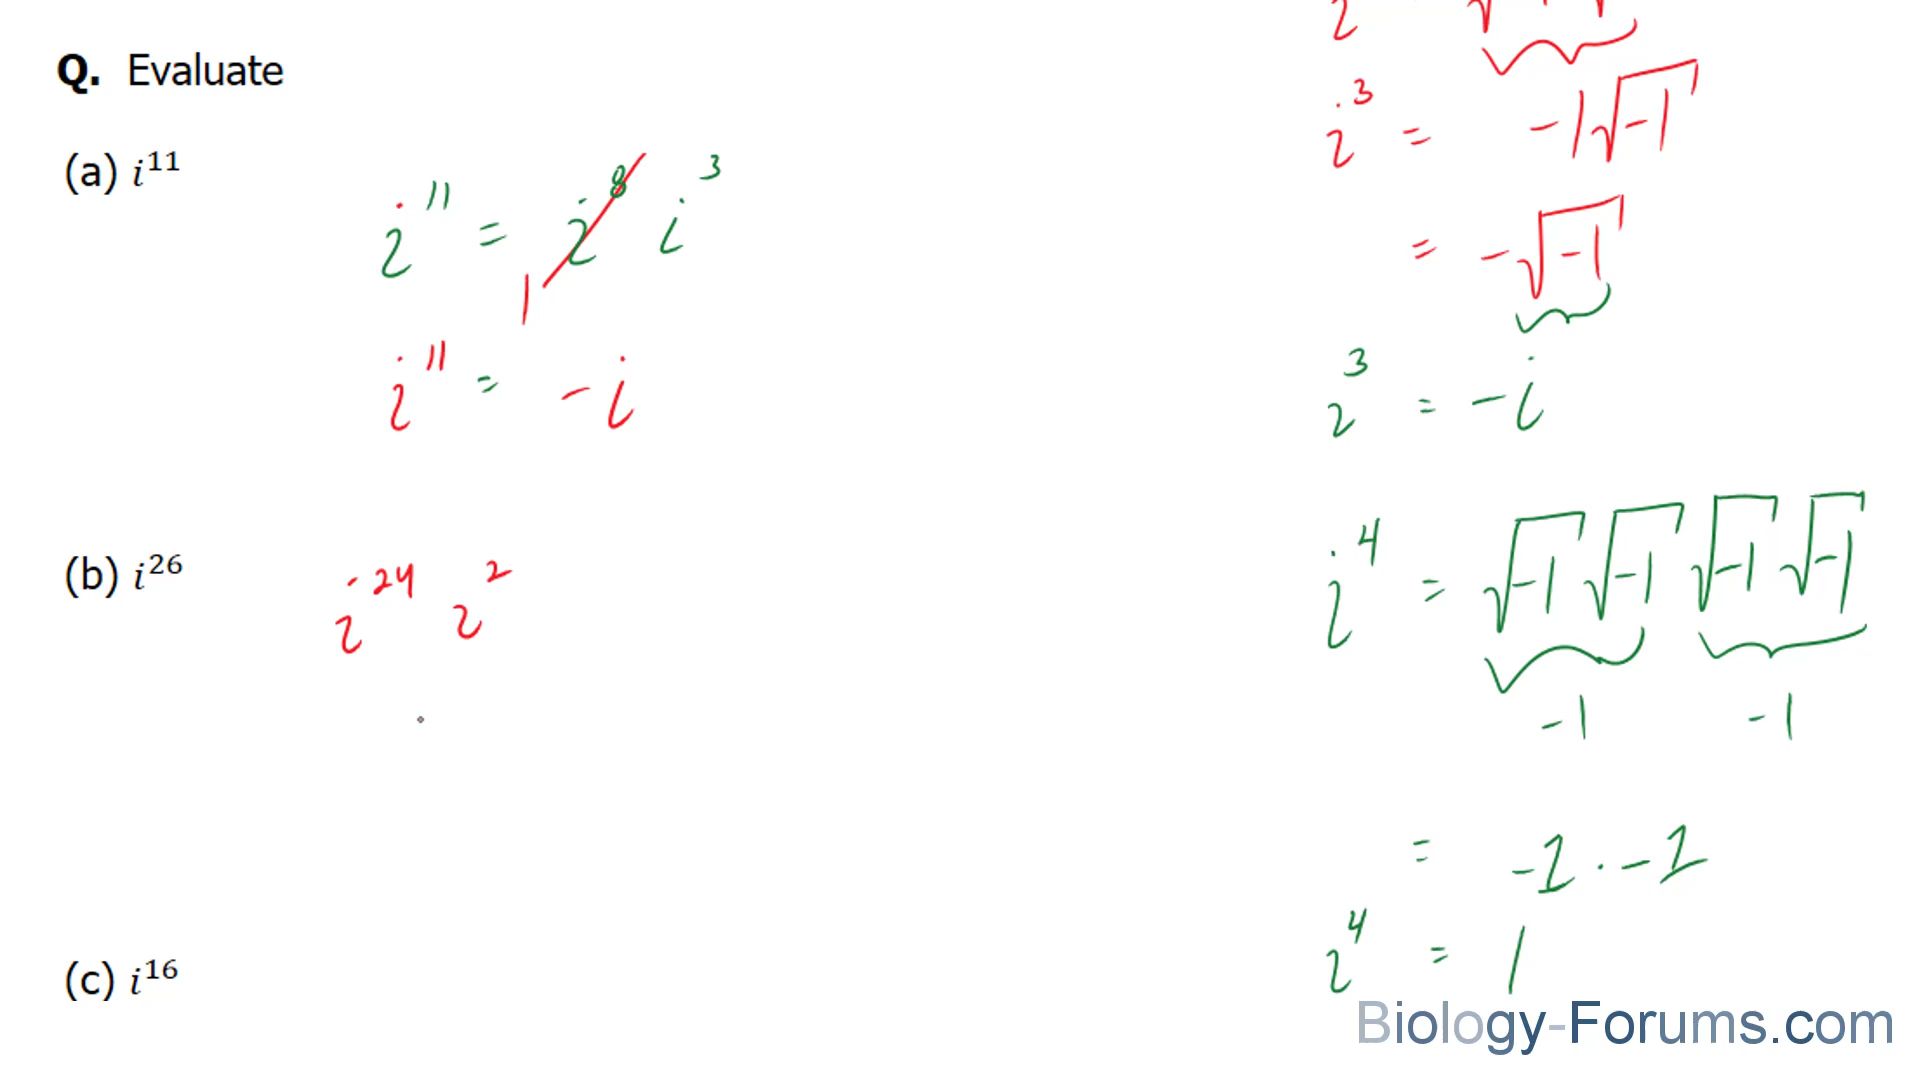 Q. Evaluate
(a) i¹¹
i¹¹ = i⁸ i³
1
i¹¹ = -i
(b) i²⁶
i²⁴ i²
(c) i¹⁶
i³ = -1√-1
= -√-1
i³ = -i
i⁴ = √-1 √-1 √-1 √-1
-1 -1
= -1 · -1
i⁴ = 1
Biology-Forums.com